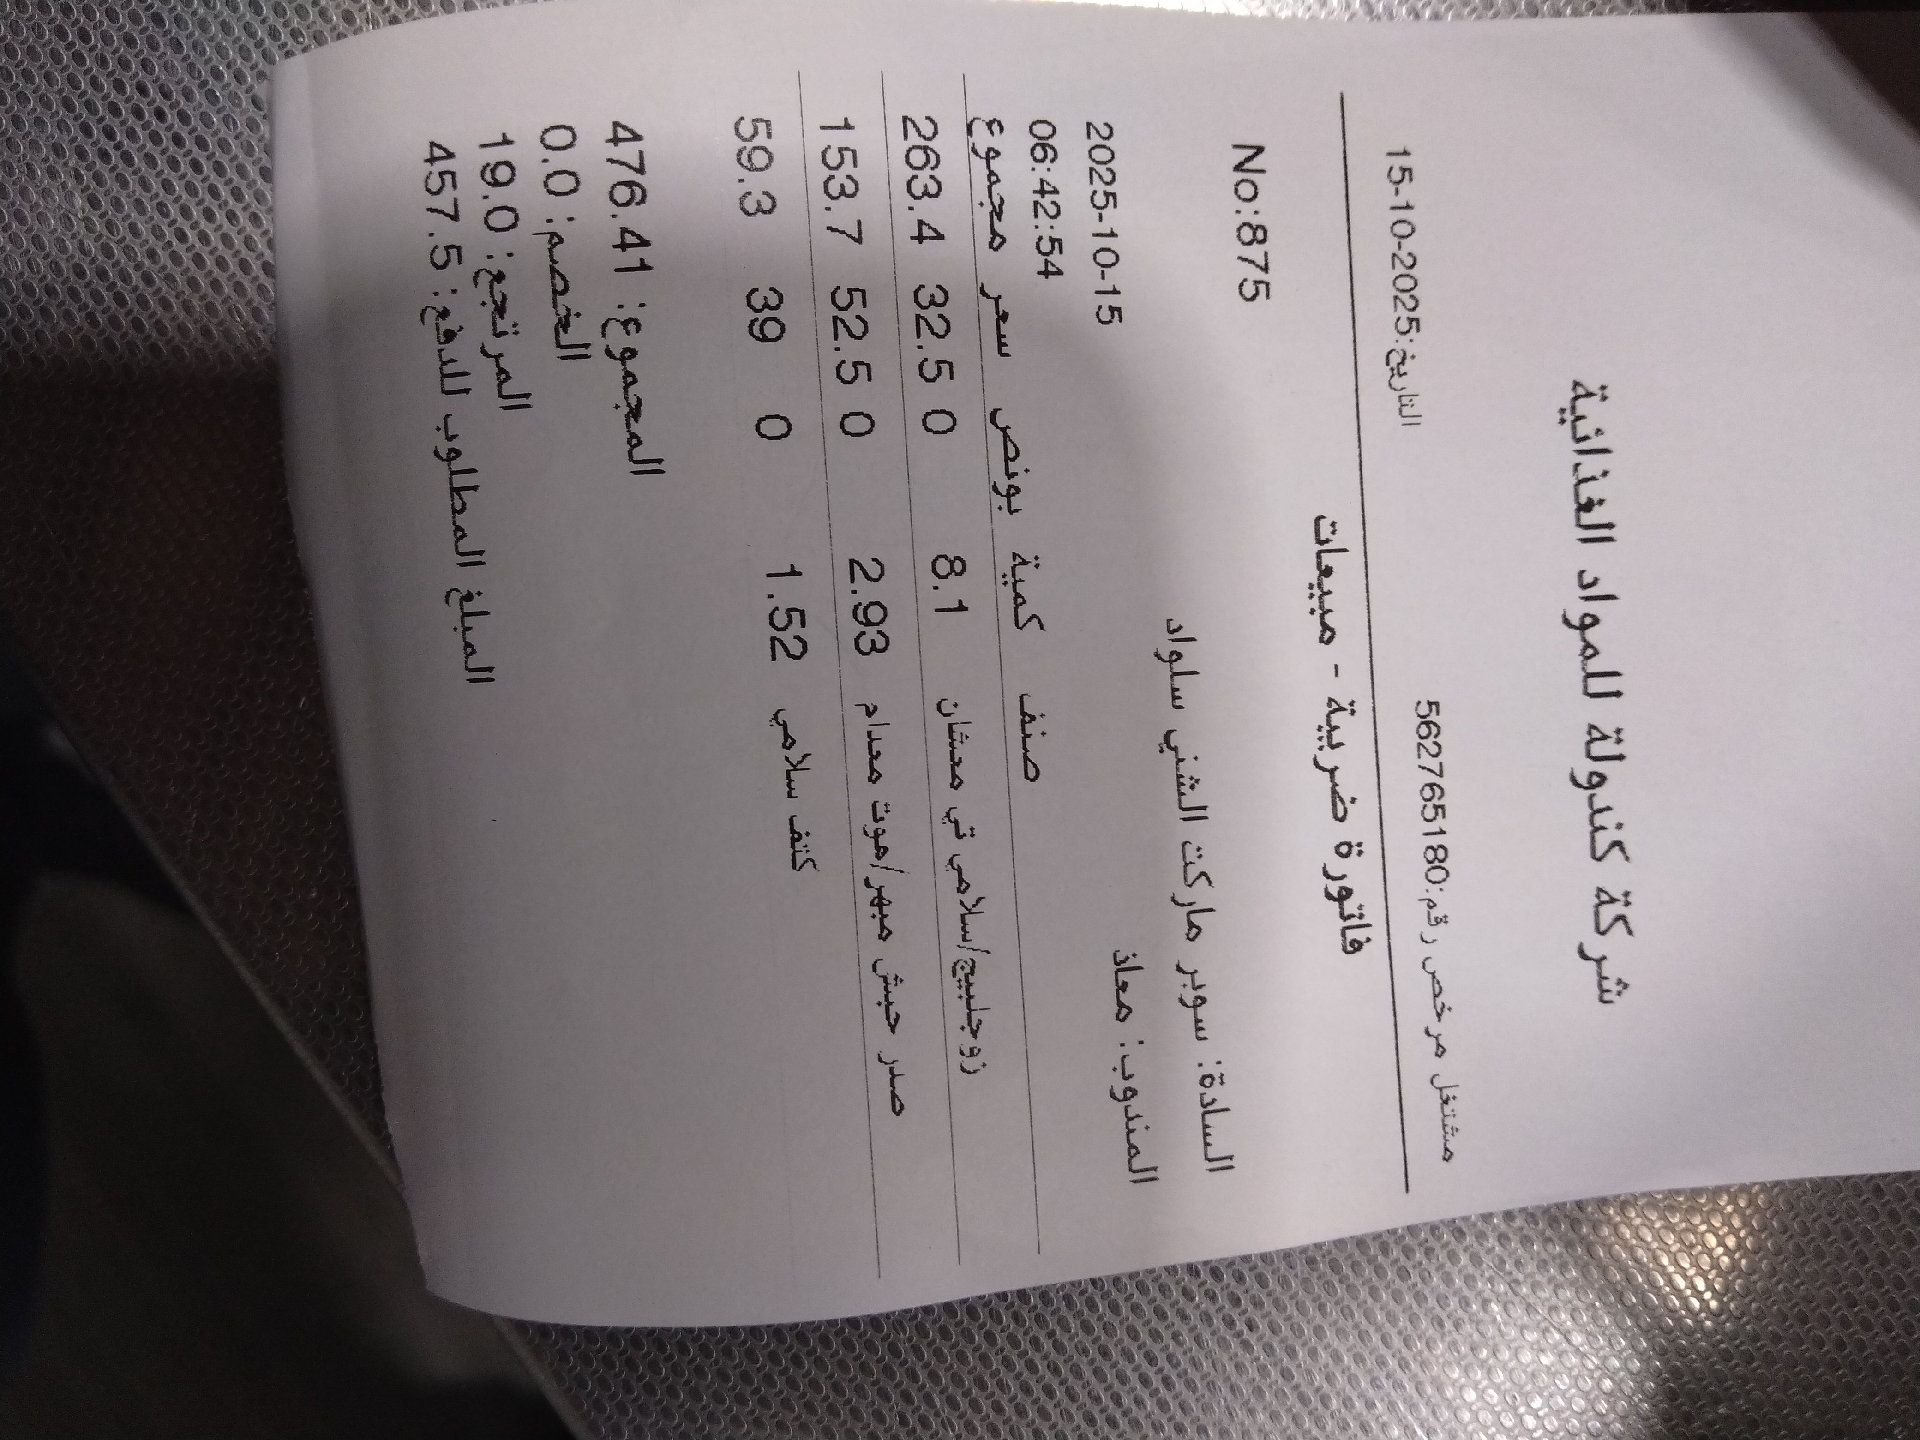 شركة كندولة للمواد الغذائية
مشتغل مرخص رقم:562765180 التاريخ:15-10-2025
فاتورة ضريبية - مبيعات
No:875
السادة: سوبر ماركت الشني سلواد
المندوب: معاذ 2025-10-15
06:42:54
صنف كمية بونص سعر مجموع
زوجلبيج/سلامي تي محشان 8.1 0 32.5 263.4
صدر حبش مبهر/موت معدام 2.93 0 52.5 153.7
كتف سلامي 1.52 0 39 59.3
المجموع: 476.41
الخصم: 0.0
المرتجع: 19.0
المبلغ المطلوب للدفع: 457.5